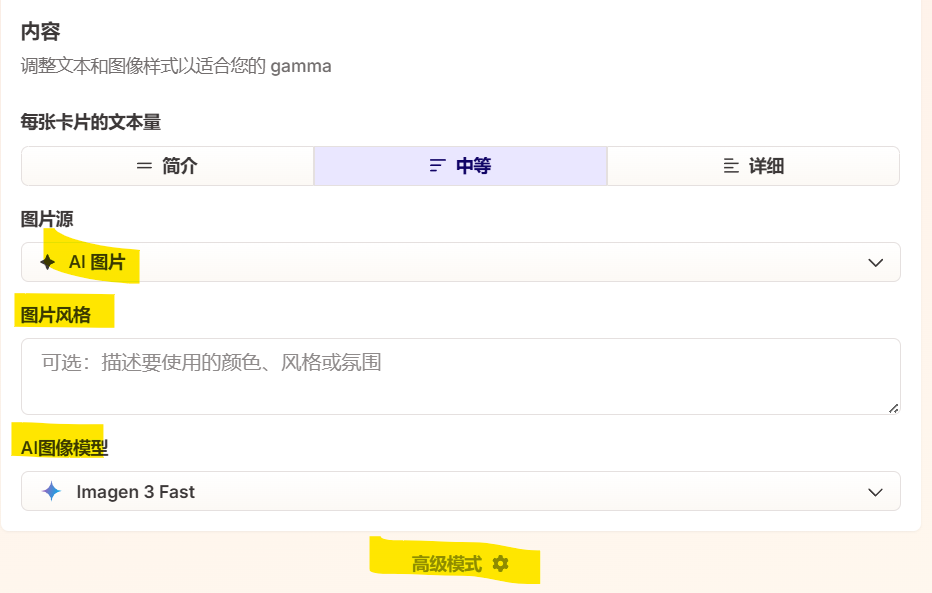 内容
调整文本和图像样式以适合您的 gamma
每张卡片的文本量
简介
中等
详细
图片源
AI 图片
图片风格
可选：描述要使用的颜色、风格或氛围
AI图像模型
Imagen 3 Fast
高级模式